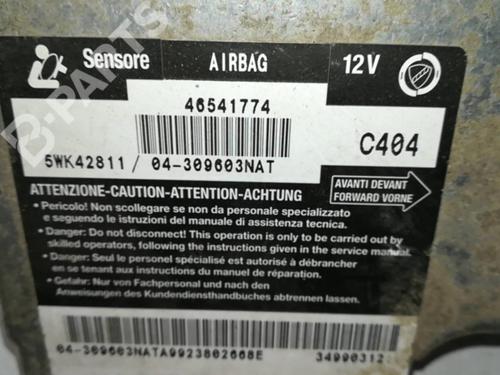 B-PARTS
Sensore AIRBAG 12V
46541774
5WK42811 / 04-309603NAT C404
ATTENZIONE-CAUTION-ATTENTION-ACHTUNG
AVANTI DEVANT
FORWARD VORNE
• Pericolo! Non scollegare se non da personale specializzato
e seguendo le istruzioni del manuale di assistenza tecnica.
• Danger: Do not disconnect! This operation is only to be carried out by
skilled operators, following the instructions given in the service manual.
• Danger: Seul le personnel spécialisé est autorisé à débrancher
en se tenant aux instructions du manuel de réparation.
• Gefahr: Nur von Fachpersonal und nach den
Anweisungen des Kundendiensthandbuches abtrennen lassen.
04-309603NATA9923802668E 34990312